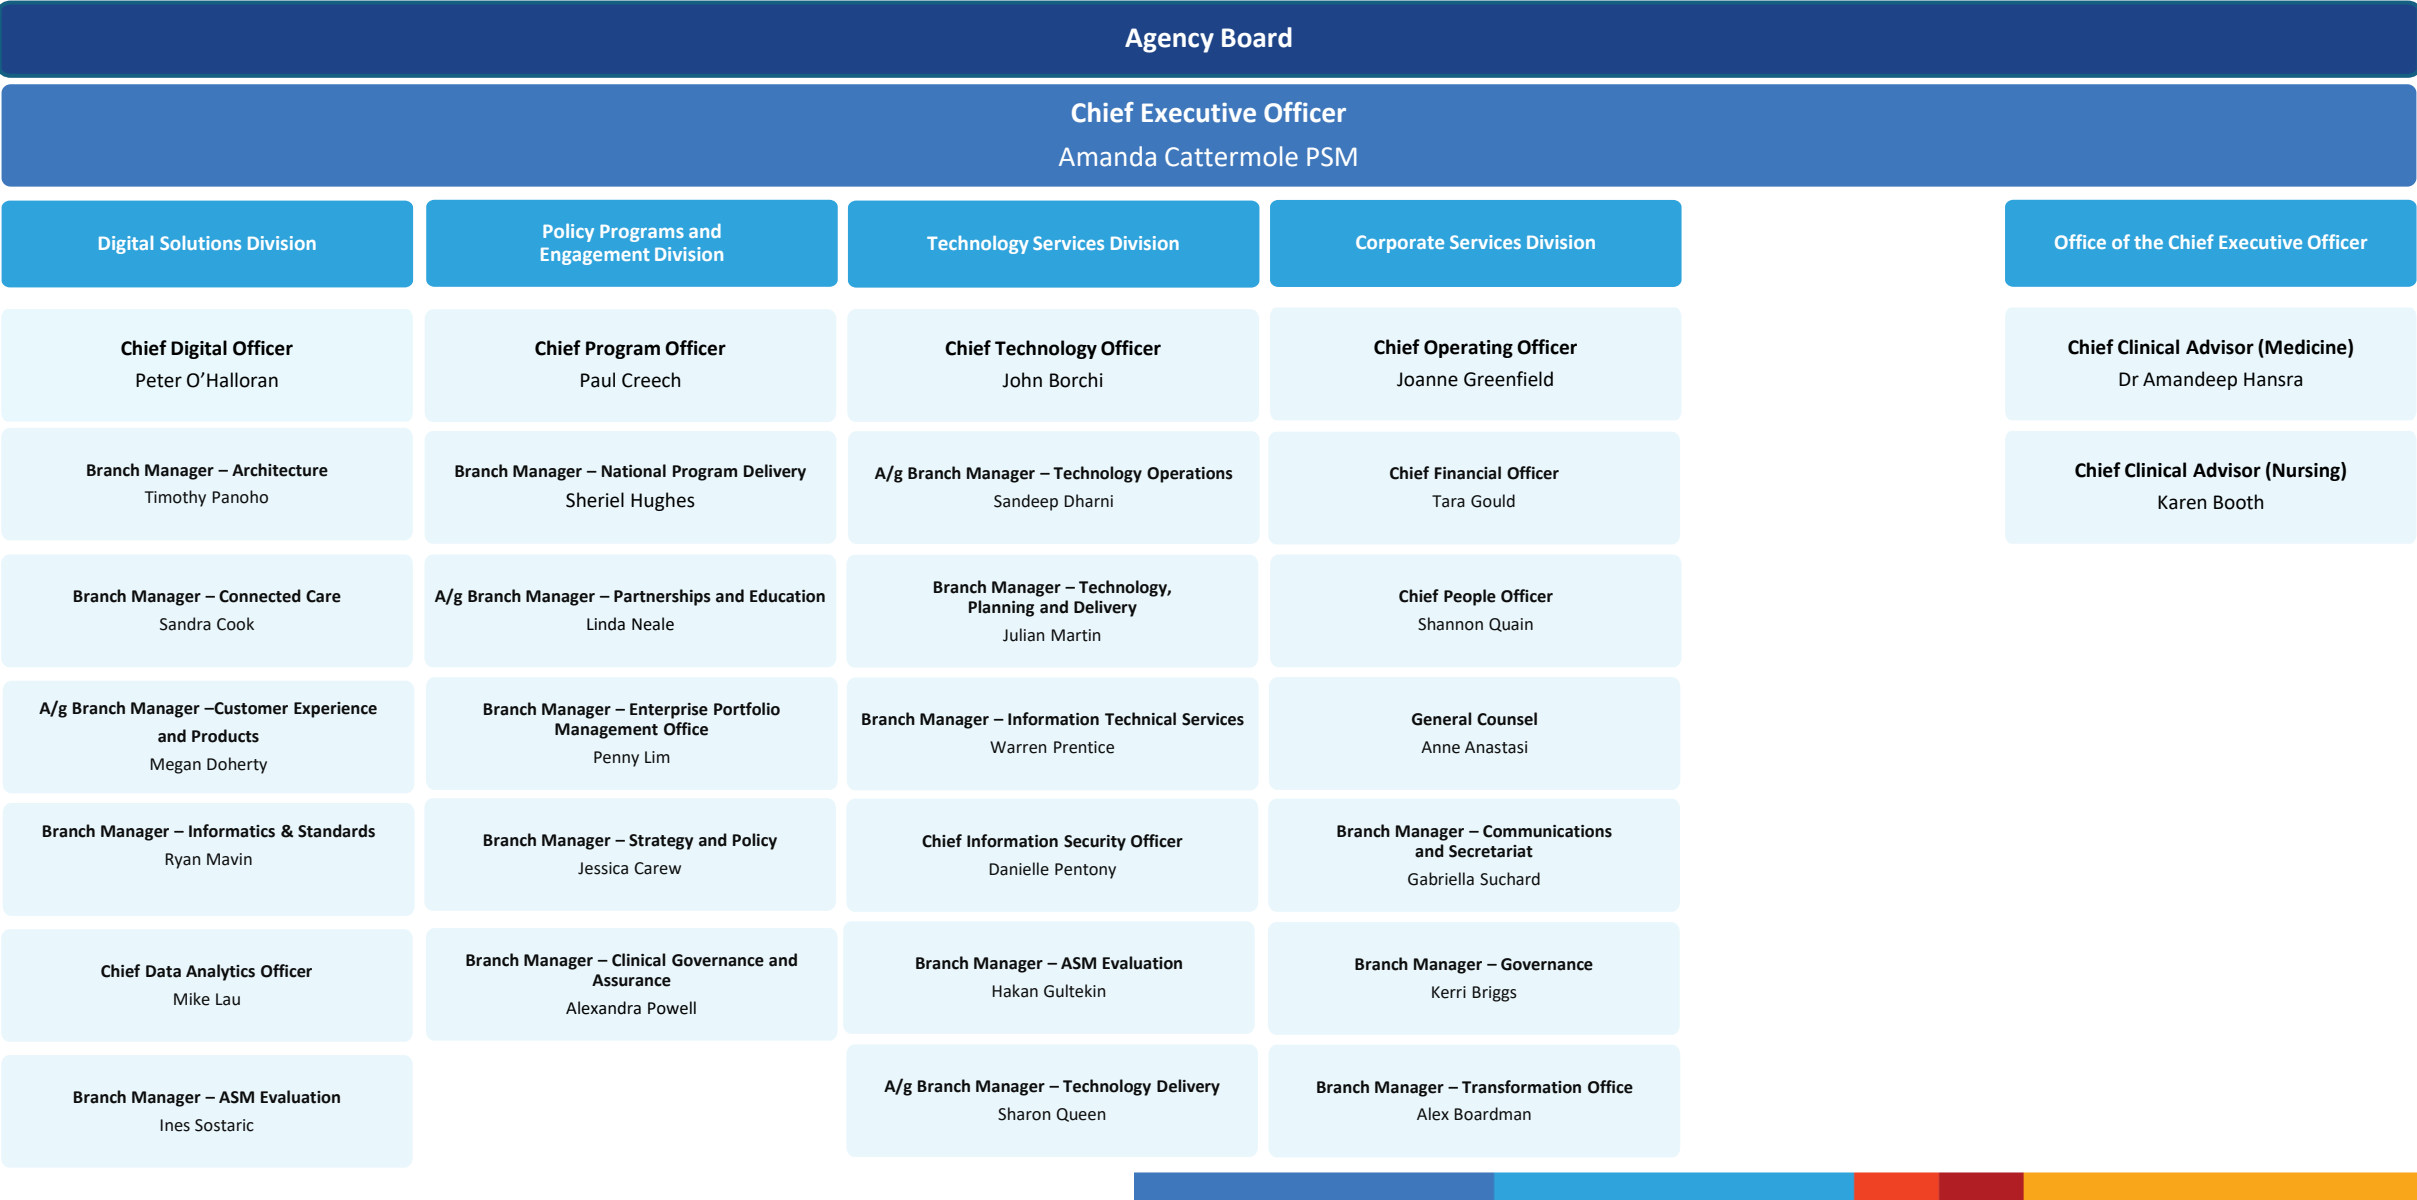 Agency Board
Chief Executive Officer
Amanda Cattermole PSM
Digital Solutions Division
Chief Digital Officer
Peter O’Halloran
Branch Manager – Architecture
Timothy Panoho
Branch Manager – Connected Care
Sandra Cook
A/g Branch Manager –Customer Experience
and Products
Megan Doherty
Branch Manager – Informatics & Standards
Ryan Mavin
Chief Data Analytics Officer
Mike Lau
Branch Manager – ASM Evaluation
Ines Sostaric
Policy Programs and
Engagement Division
Chief Program Officer
Paul Creech
Branch Manager – National Program Delivery
Sheriel Hughes
A/g Branch Manager – Partnerships and Education
Linda Neale
Branch Manager – Enterprise Portfolio
Management Office
Penny Lim
Branch Manager – Strategy and Policy
Jessica Carew
Branch Manager – Clinical Governance and
Assurance
Alexandra Powell
Technology Services Division
Chief Technology Officer
John Borchi
A/g Branch Manager – Technology Operations
Sandeep Dharni
Branch Manager – Technology,
Planning and Delivery
Julian Martin
Branch Manager – Information Technical Services
Warren Prentice
Chief Information Security Officer
Danielle Pentony
Branch Manager – ASM Evaluation
Hakan Gultekin
A/g Branch Manager – Technology Delivery
Sharon Queen
Corporate Services Division
Chief Operating Officer
Joanne Greenfield
Chief Financial Officer
Tara Gould
Chief People Officer
Shannon Quain
General Counsel
Anne Anastasi
Branch Manager – Communications
and Secretariat
Gabriella Suchard
Branch Manager – Governance
Kerri Briggs
Branch Manager – Transformation Office
Alex Boardman
Office of the Chief Executive Officer
Chief Clinical Advisor (Medicine)
Dr Amandeep Hansra
Chief Clinical Advisor (Nursing)
Karen Booth